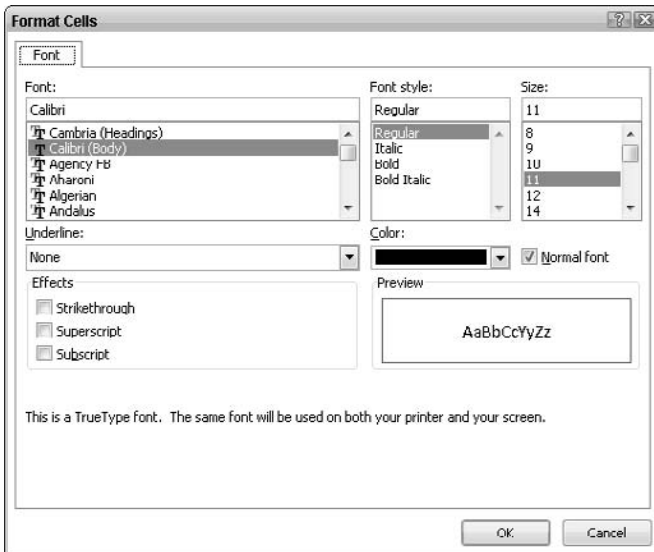 Format Cells
Font
Font: Font style: Size:
Calibri Regular 11
Cambria (Headings) Regular 8
Calibri (Body) Italic 9
Agency FB Bold 10
Aharoni Bold Italic 11
Algerian 12
Andalus 14
Underline: Color:
None Normal font
Effects Preview
Strikethrough
Superscript AaBbCcYyZz
Subscript
This is a TrueType font. The same font will be used on both your printer and your screen.
OK Cancel